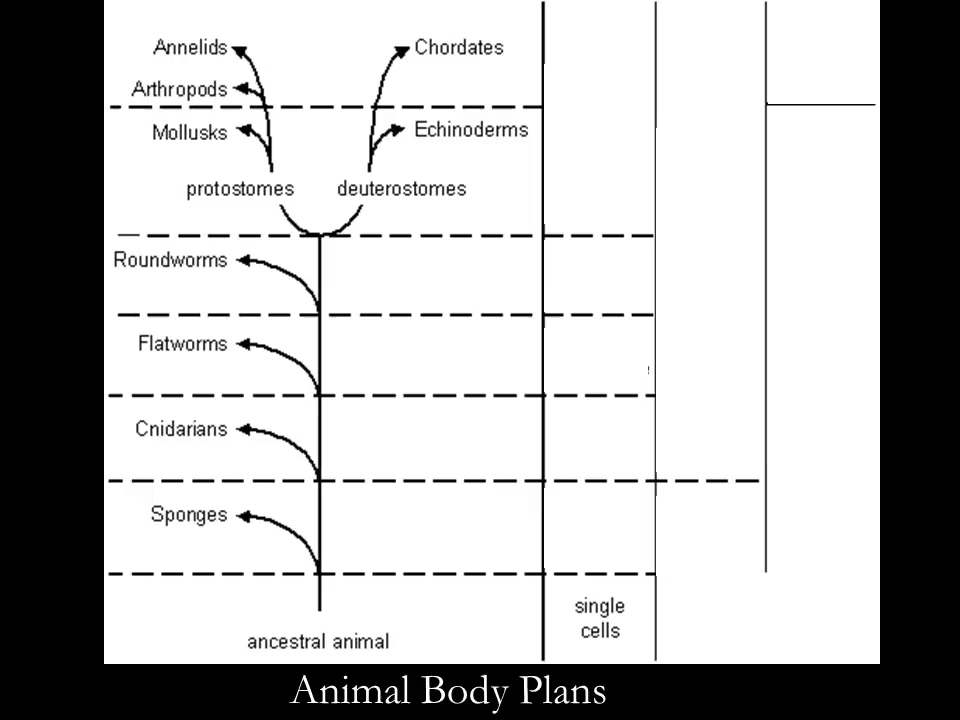 Annelids
Chordates
Arthropods
Mollusks
Echinoderms
protostomes
deuterostomes
Roundworms
Flatworms
Cnidarians
Sponges
single
cells
ancestral animal
Animal Body Plans